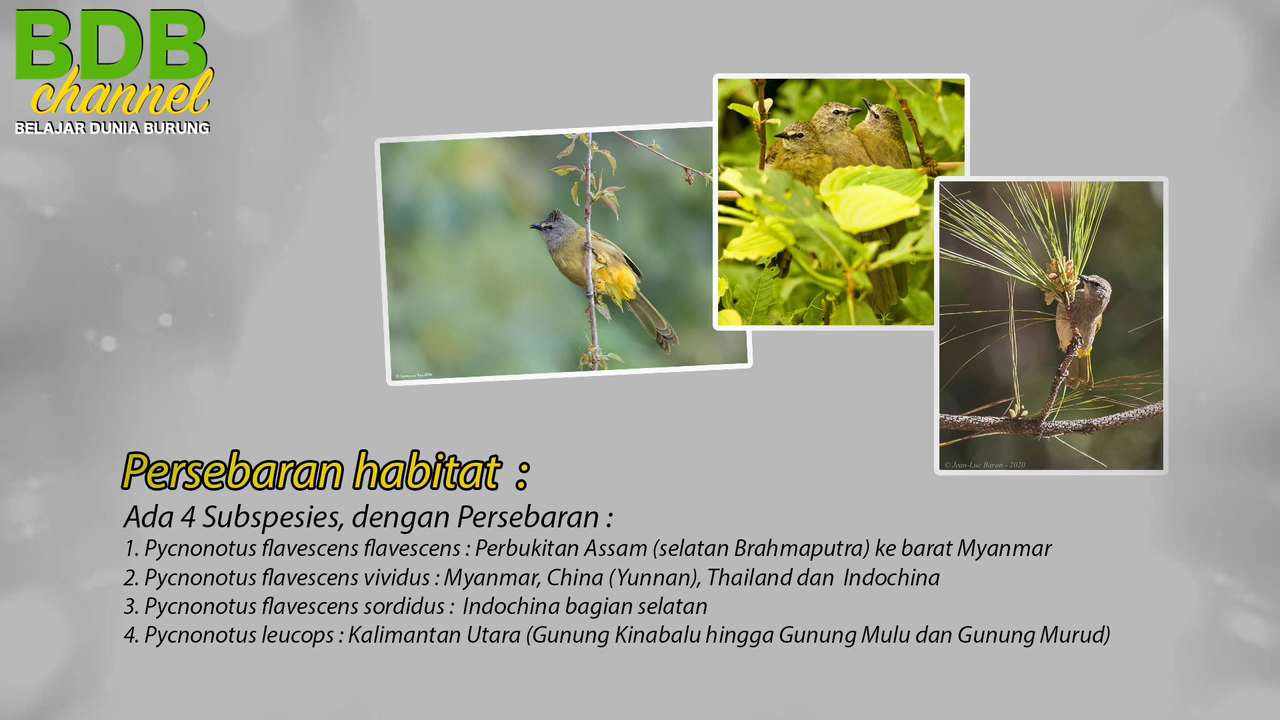 BDB
channel
BELAJAR DUNIA BURUNG
© Jean-Luc Baron - 2020
Persebaran habitat :
Ada 4 Subspesies, dengan Persebaran :
1. Pycnonotus flavescens flavescens : Perbukitan Assam (selatan Brahmaputra) ke barat Myanmar
2. Pycnonotus flavescens vividus : Myanmar, China (Yunnan), Thailand dan Indochina
3. Pycnonotus flavescens sordidus : Indochina bagian selatan
4. Pycnonotus leucops : Kalimantan Utara (Gunung Kinabalu hingga Gunung Mulu dan Gunung Murud)